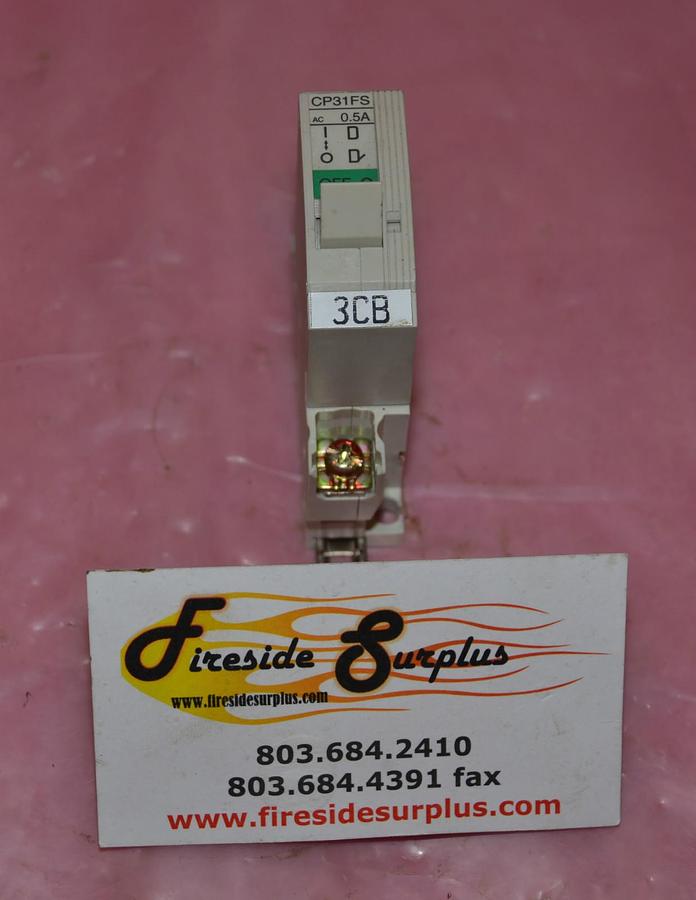 CP31FS
AC 0.5A
I D
O D
OFF O
3CB
Fireside Surplus
www.firesidesurplus.com
803.684.2410
803.684.4391 fax
www.firesidesurplus.com